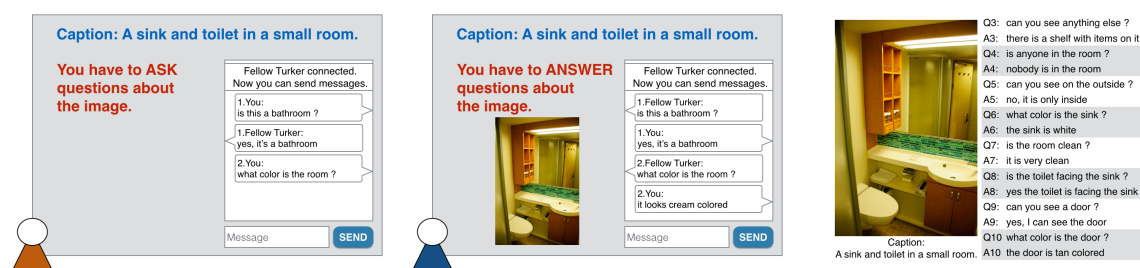 Caption: A sink and toilet in a small room.
You have to ASK
questions about
the image.
Fellow Turker connected.
Now you can send messages.
1.You:
is this a bathroom ?
1.Fellow Turker:
yes, it's a bathroom
2.You:
what color is the room ?
Message
SEND
Caption: A sink and toilet in a small room.
You have to ANSWER
questions about
the image.
Fellow Turker connected.
Now you can send messages.
1.Fellow Turker:
is this a bathroom ?
1.You:
yes, it's a bathroom
2.Fellow Turker:
what color is the room ?
2.You:
it looks cream colored
Message
SEND
Caption:
A sink and toilet in a small room.
Q3: can you see anything else ?
A3: there is a shelf with items on it
Q4: is anyone in the room ?
A4: nobody is in the room
Q5: can you see on the outside ?
A5: no, it is only inside
Q6: what color is the sink ?
A6: the sink is white
Q7: is the room clean ?
A7: it is very clean
Q8: is the toilet facing the sink ?
A8: yes the toilet is facing the sink
Q9: can you see a door ?
A9: yes, I can see the door
Q10 what color is the door ?
A10 the door is tan colored